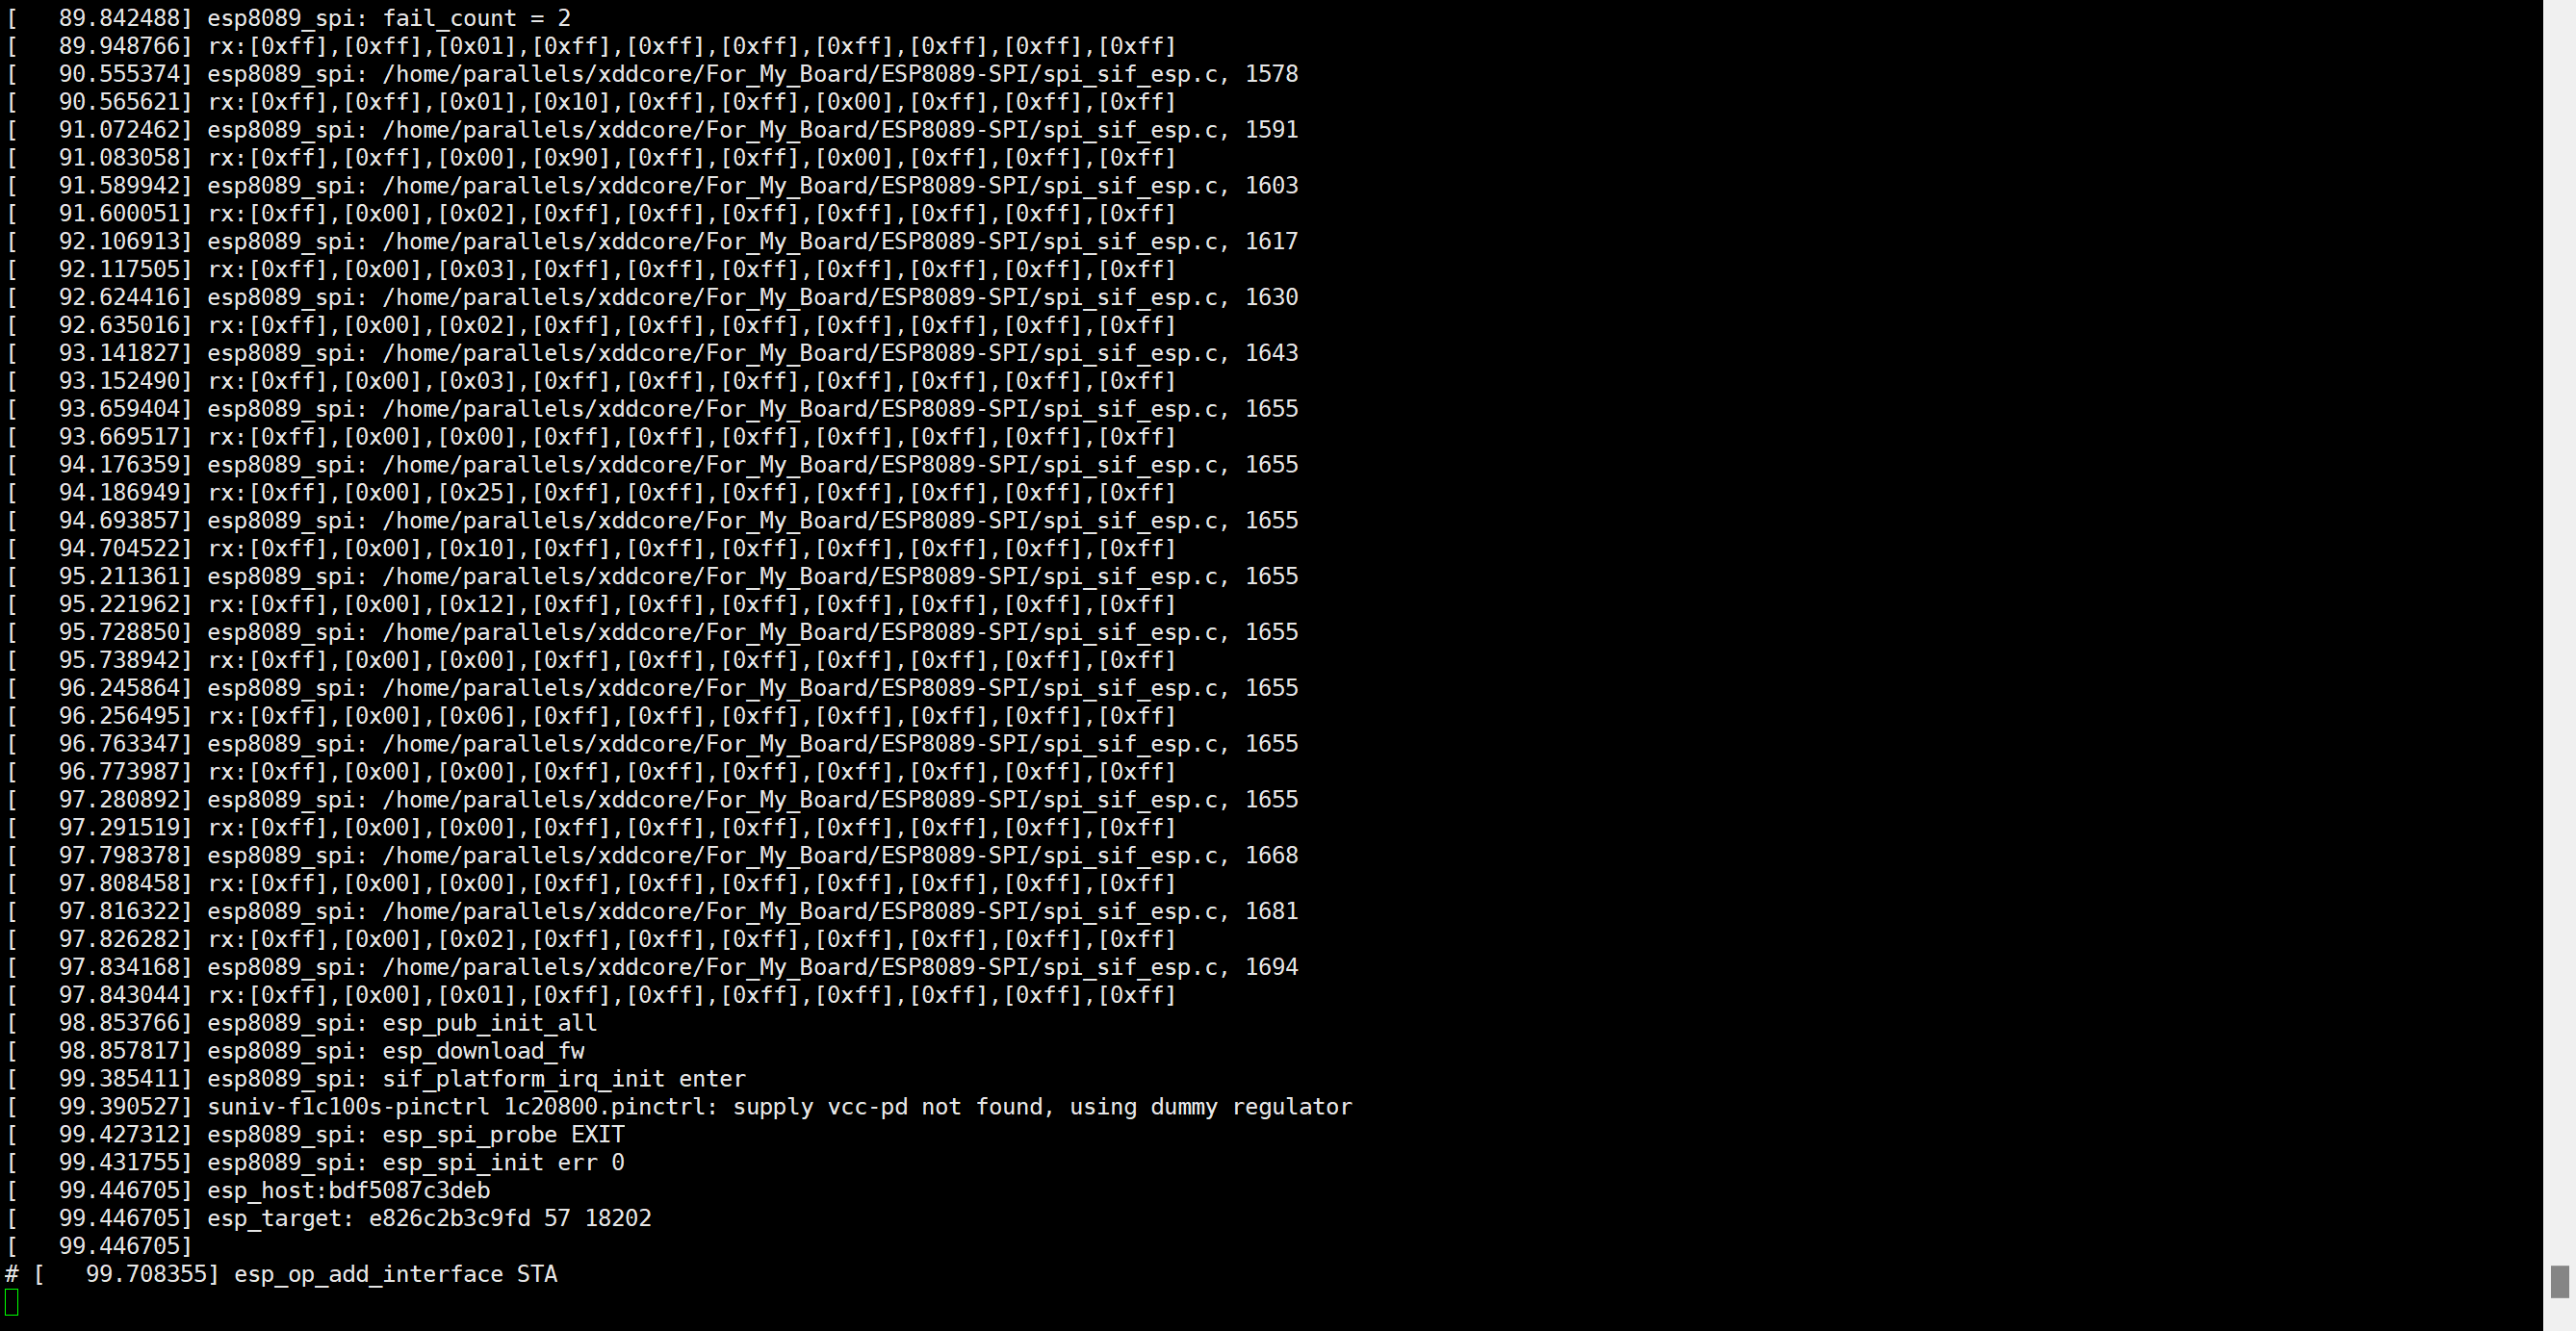 [   89.842488] esp8089_spi: fail_count = 2
[   89.948766] rx:[0xff],[0xff],[0x01],[0xff],[0xff],[0xff],[0xff],[0xff],[0xff],[0xff]
[   90.555374] esp8089_spi: /home/parallels/xddcore/For_My_Board/ESP8089-SPI/spi_sif_esp.c, 1578
[   90.565621] rx:[0xff],[0xff],[0x01],[0x10],[0xff],[0xff],[0x00],[0xff],[0xff],[0xff]
[   91.072462] esp8089_spi: /home/parallels/xddcore/For_My_Board/ESP8089-SPI/spi_sif_esp.c, 1591
[   91.083058] rx:[0xff],[0xff],[0x00],[0x90],[0xff],[0xff],[0x00],[0xff],[0xff],[0xff]
[   91.589942] esp8089_spi: /home/parallels/xddcore/For_My_Board/ESP8089-SPI/spi_sif_esp.c, 1603
[   91.600051] rx:[0xff],[0x00],[0x02],[0xff],[0xff],[0xff],[0xff],[0xff],[0xff],[0xff]
[   92.106913] esp8089_spi: /home/parallels/xddcore/For_My_Board/ESP8089-SPI/spi_sif_esp.c, 1617
[   92.117505] rx:[0xff],[0x00],[0x03],[0xff],[0xff],[0xff],[0xff],[0xff],[0xff],[0xff]
[   92.624416] esp8089_spi: /home/parallels/xddcore/For_My_Board/ESP8089-SPI/spi_sif_esp.c, 1630
[   92.635016] rx:[0xff],[0x00],[0x02],[0xff],[0xff],[0xff],[0xff],[0xff],[0xff],[0xff]
[   93.141827] esp8089_spi: /home/parallels/xddcore/For_My_Board/ESP8089-SPI/spi_sif_esp.c, 1643
[   93.152490] rx:[0xff],[0x00],[0x03],[0xff],[0xff],[0xff],[0xff],[0xff],[0xff],[0xff]
[   93.659404] esp8089_spi: /home/parallels/xddcore/For_My_Board/ESP8089-SPI/spi_sif_esp.c, 1655
[   93.669517] rx:[0xff],[0x00],[0x00],[0xff],[0xff],[0xff],[0xff],[0xff],[0xff],[0xff]
[   94.176359] esp8089_spi: /home/parallels/xddcore/For_My_Board/ESP8089-SPI/spi_sif_esp.c, 1655
[   94.186949] rx:[0xff],[0x00],[0x25],[0xff],[0xff],[0xff],[0xff],[0xff],[0xff],[0xff]
[   94.693857] esp8089_spi: /home/parallels/xddcore/For_My_Board/ESP8089-SPI/spi_sif_esp.c, 1655
[   94.704522] rx:[0xff],[0x00],[0x10],[0xff],[0xff],[0xff],[0xff],[0xff],[0xff],[0xff]
[   95.211361] esp8089_spi: /home/parallels/xddcore/For_My_Board/ESP8089-SPI/spi_sif_esp.c, 1655
[   95.221962] rx:[0xff],[0x00],[0x12],[0xff],[0xff],[0xff],[0xff],[0xff],[0xff],[0xff]
[   95.728850] esp8089_spi: /home/parallels/xddcore/For_My_Board/ESP8089-SPI/spi_sif_esp.c, 1655
[   95.738942] rx:[0xff],[0x00],[0x00],[0xff],[0xff],[0xff],[0xff],[0xff],[0xff],[0xff]
[   96.245864] esp8089_spi: /home/parallels/xddcore/For_My_Board/ESP8089-SPI/spi_sif_esp.c, 1655
[   96.256495] rx:[0xff],[0x00],[0x06],[0xff],[0xff],[0xff],[0xff],[0xff],[0xff],[0xff]
[   96.763347] esp8089_spi: /home/parallels/xddcore/For_My_Board/ESP8089-SPI/spi_sif_esp.c, 1655
[   96.773987] rx:[0xff],[0x00],[0x00],[0xff],[0xff],[0xff],[0xff],[0xff],[0xff],[0xff]
[   97.280892] esp8089_spi: /home/parallels/xddcore/For_My_Board/ESP8089-SPI/spi_sif_esp.c, 1655
[   97.291519] rx:[0xff],[0x00],[0x00],[0xff],[0xff],[0xff],[0xff],[0xff],[0xff],[0xff]
[   97.798378] esp8089_spi: /home/parallels/xddcore/For_My_Board/ESP8089-SPI/spi_sif_esp.c, 1668
[   97.808458] rx:[0xff],[0x00],[0x00],[0xff],[0xff],[0xff],[0xff],[0xff],[0xff],[0xff]
[   97.816322] esp8089_spi: /home/parallels/xddcore/For_My_Board/ESP8089-SPI/spi_sif_esp.c, 1681
[   97.826282] rx:[0xff],[0x00],[0x02],[0xff],[0xff],[0xff],[0xff],[0xff],[0xff],[0xff]
[   97.834168] esp8089_spi: /home/parallels/xddcore/For_My_Board/ESP8089-SPI/spi_sif_esp.c, 1694
[   97.843044] rx:[0xff],[0x00],[0x01],[0xff],[0xff],[0xff],[0xff],[0xff],[0xff],[0xff]
[   98.853766] esp8089_spi: esp_pub_init_all
[   98.857817] esp8089_spi: esp_download_fw
[   99.385411] esp8089_spi: sif_platform_irq_init enter
[   99.390527] suniv-f1c100s-pinctrl 1c20800.pinctrl: supply vcc-pd not found, using dummy regulator
[   99.427312] esp8089_spi: esp_spi_probe EXIT
[   99.431755] esp8089_spi: esp_spi_init err 0
[   99.446705] esp_host:bdf5087c3deb
[   99.446705] esp_target: e826c2b3c9fd 57 18202
[   99.446705]
# [   99.708355] esp_op_add_interface STA